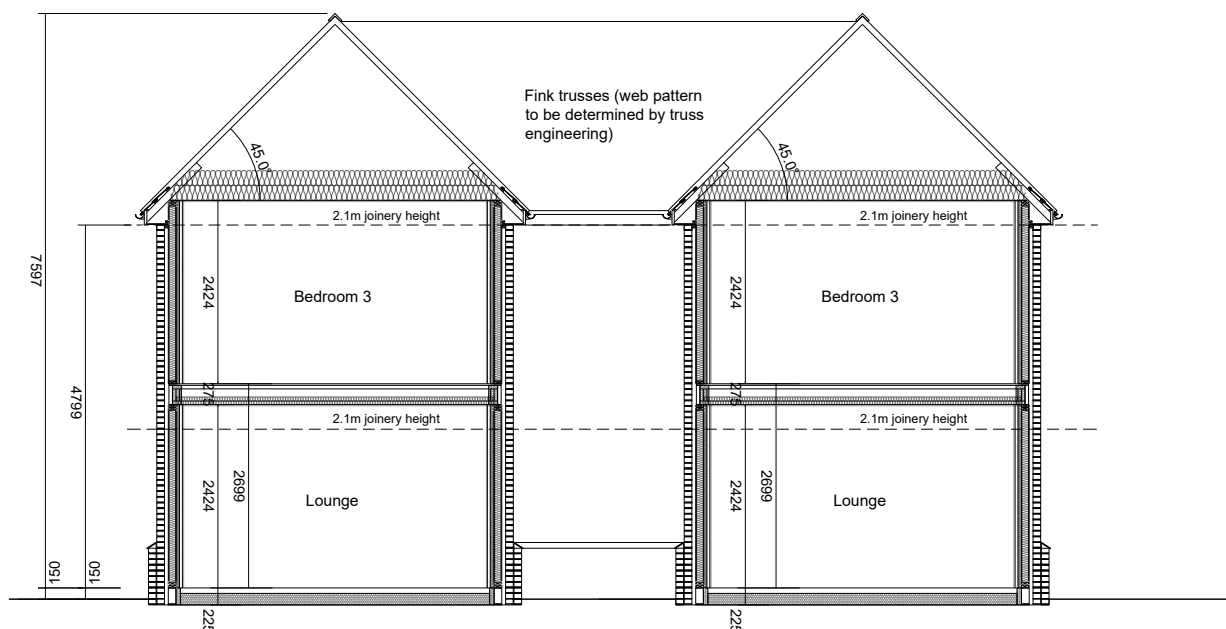 Fink trusses (web pattern
to be determined by truss
engineering)
45.0°
45.0°
2.1m joinery height
2.1m joinery height
7597
2424
Bedroom 3
2424
Bedroom 3
4799
275
275
2.1m joinery height
2.1m joinery height
2424
2699
Lounge
2424
2699
Lounge
150
150
225
225